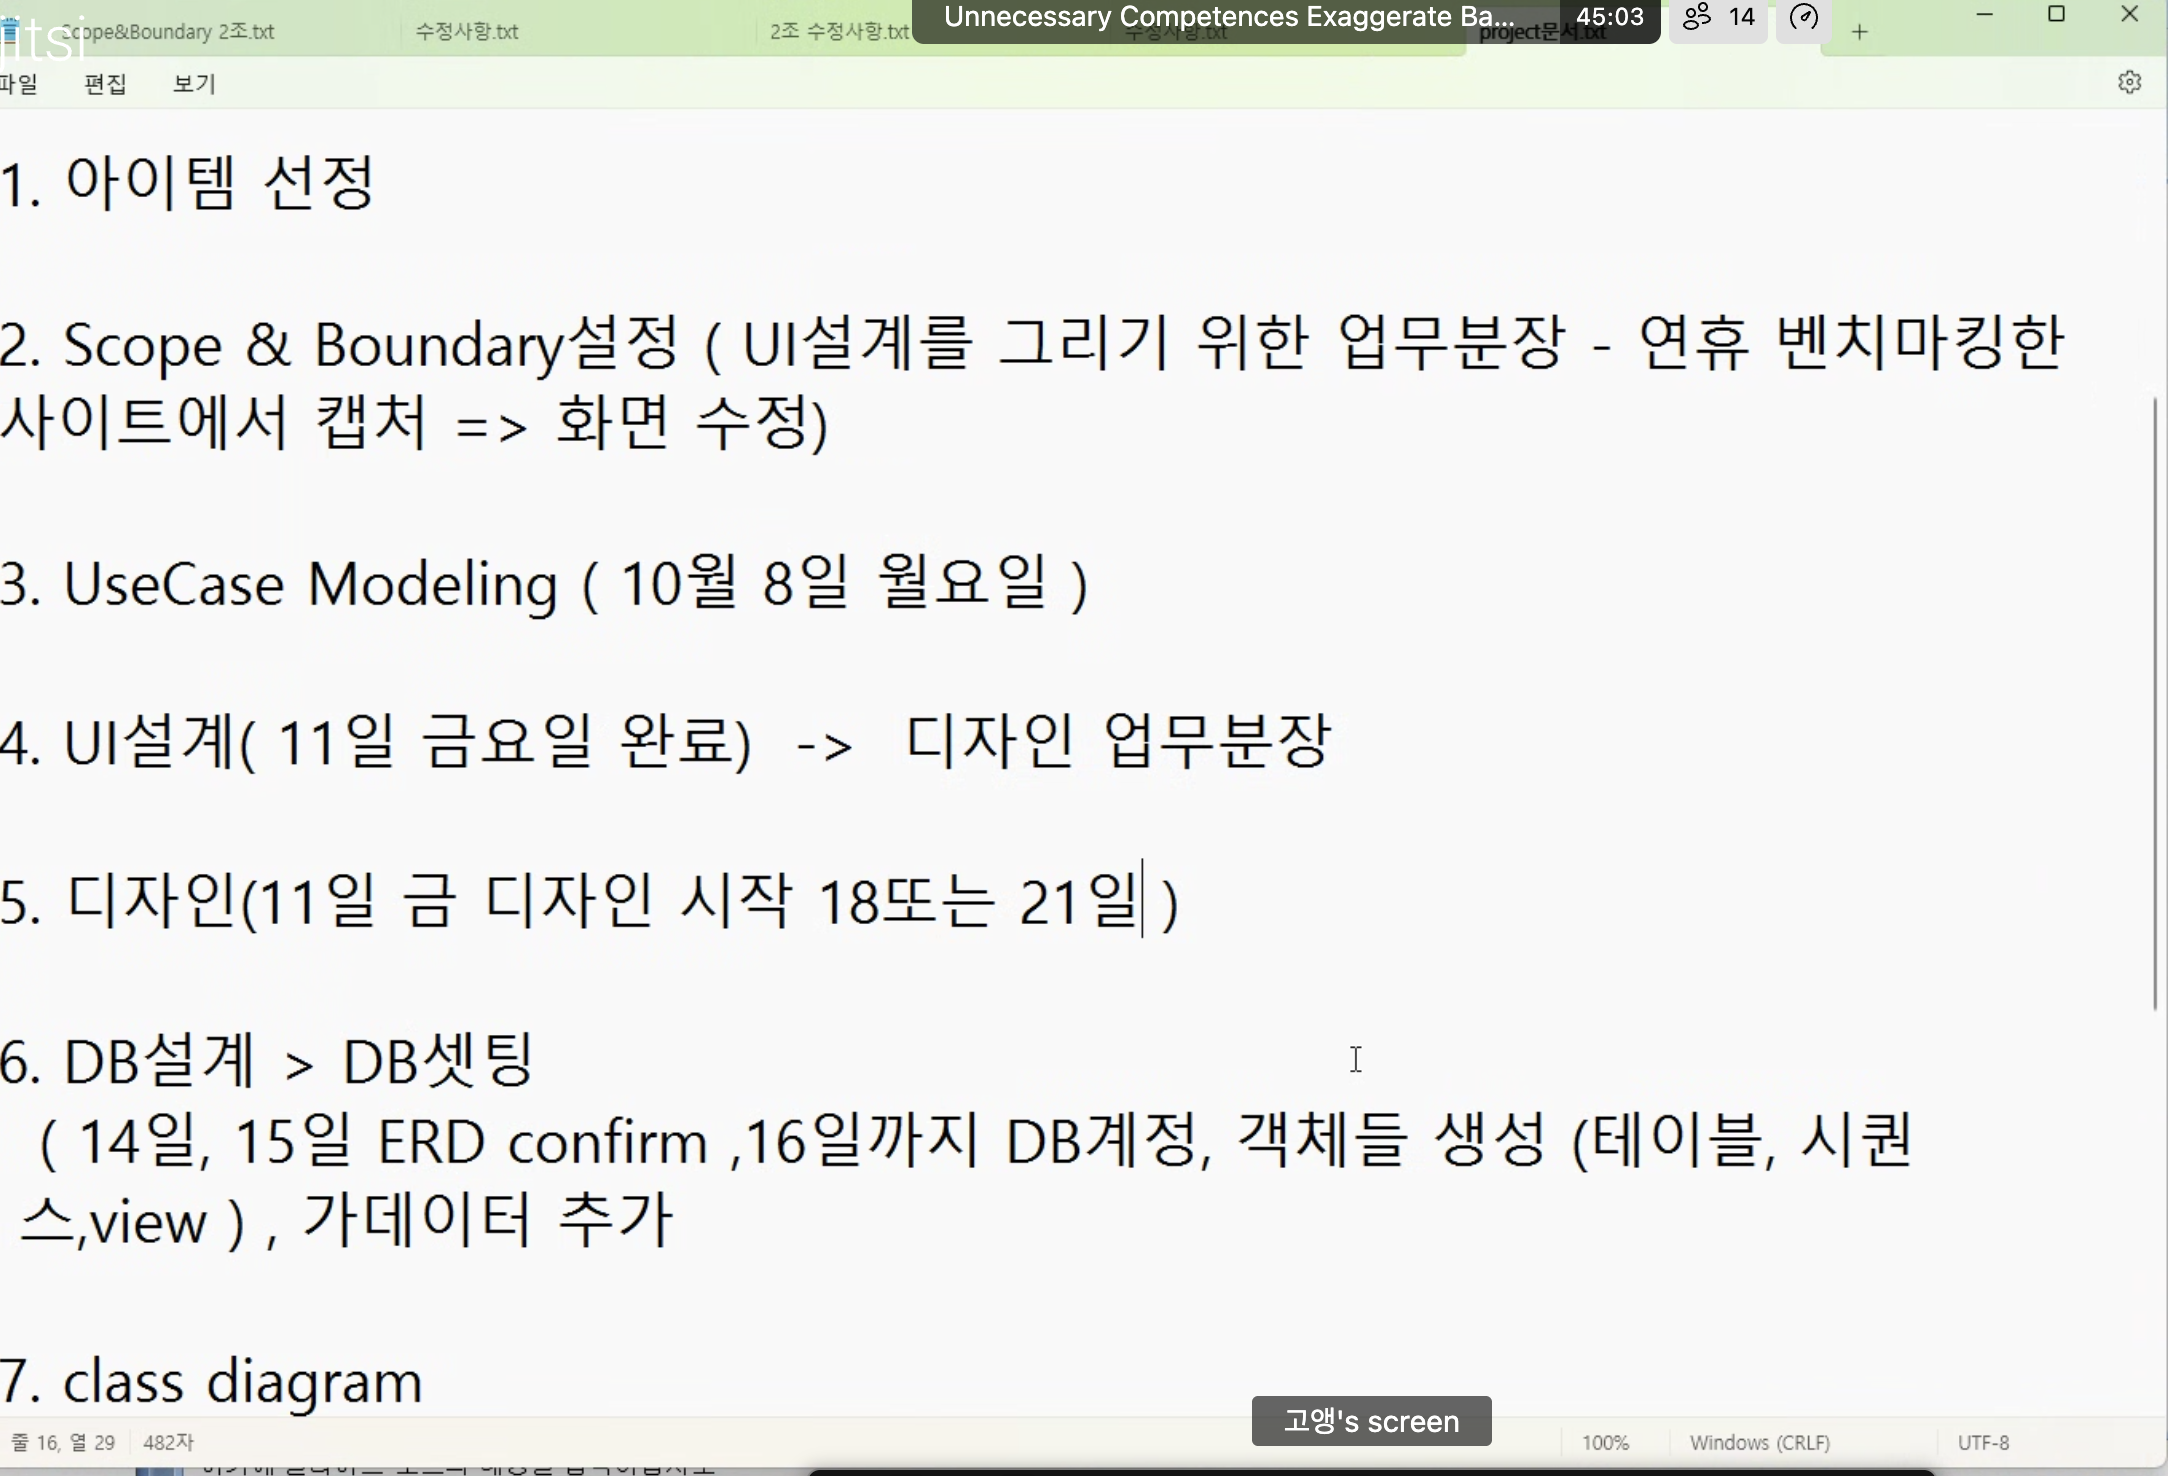 jitsi
Scope&Boundary 2조.txt 수정사항.txt 2조 수정사항.txt 수정사항.txt project문서.txt
Unnecessary Competences Exaggerate Ba... 45:03 14
파일 편집 보기
1. 아이템 선정
2. Scope & Boundary설정 ( UI설계를 그리기 위한 업무분장 - 연휴 벤치마킹한
사이트에서 캡처 => 화면 수정)
3. UseCase Modeling ( 10월 8일 월요일 )
4. UI설계( 11일 금요일 완료) -> 디자인 업무분장
5. 디자인(11일 금 디자인 시작 18또는 21일 )
6. DB설계 > DB셋팅
( 14일, 15일 ERD confirm ,16일까지 DB계정, 객체들 생성 (테이블, 시퀀
스,view ) , 가데이터 추가
7. class diagram
고앵's screen
줄 16, 열 29 482자 100% Windows (CRLF) UTF-8